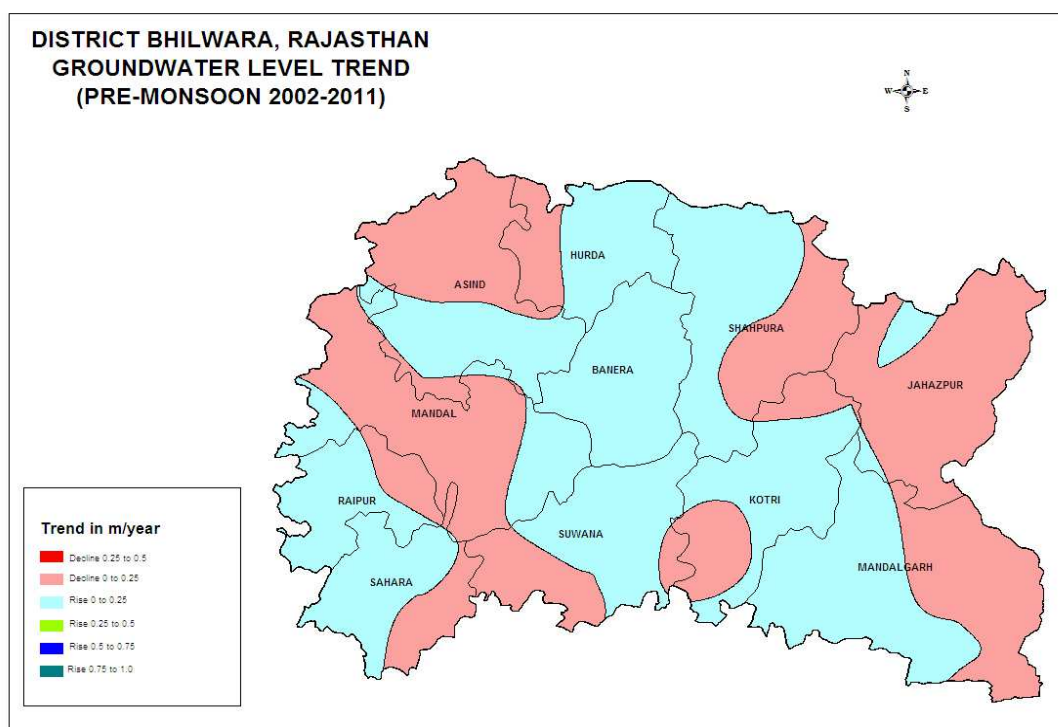 DISTRICT BHILWARA, RAJASTHAN
GROUNDWATER LEVEL TREND
(PRE-MONSOON 2002-2011)
N
W E
S
HURDA
ASIND
SHAHPURA
BANERA
JAHAZPUR
MANDAL
RAIPUR
KOTRI
SUWANA
MANDALGARH
SAHARA
Trend in m/year
Decline 0.25 to 0.5
Decline 0 to 0.25
Rise 0 to 0.25
Rise 0.25 to 0.5
Rise 0.5 to 0.75
Rise 0.75 to 1.0